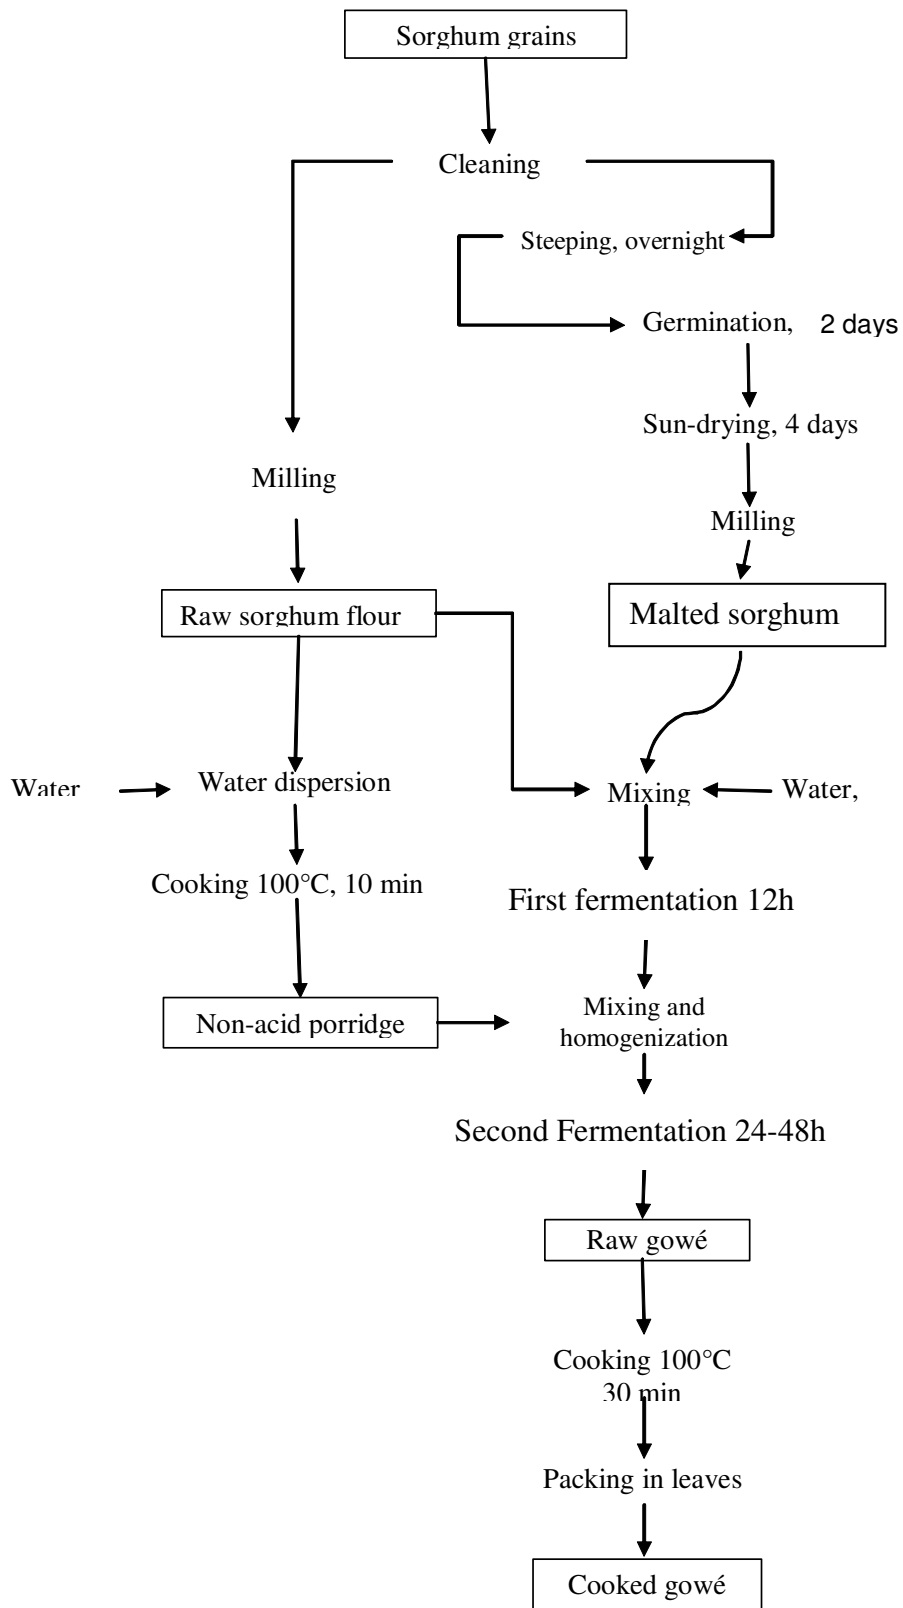 Sorghum grains
Cleaning
Steeping, overnight
Germination, 2 days
Sun-drying, 4 days
Milling
Milling
Raw sorghum flour
Malted sorghum
Water
Water dispersion
Mixing
Water,
Cooking 100°C, 10 min
First fermentation 12h
Non-acid porridge
Mixing and
homogenization
Second Fermentation 24-48h
Raw gowé
Cooking 100°C
30 min
Packing in leaves
Cooked gowé